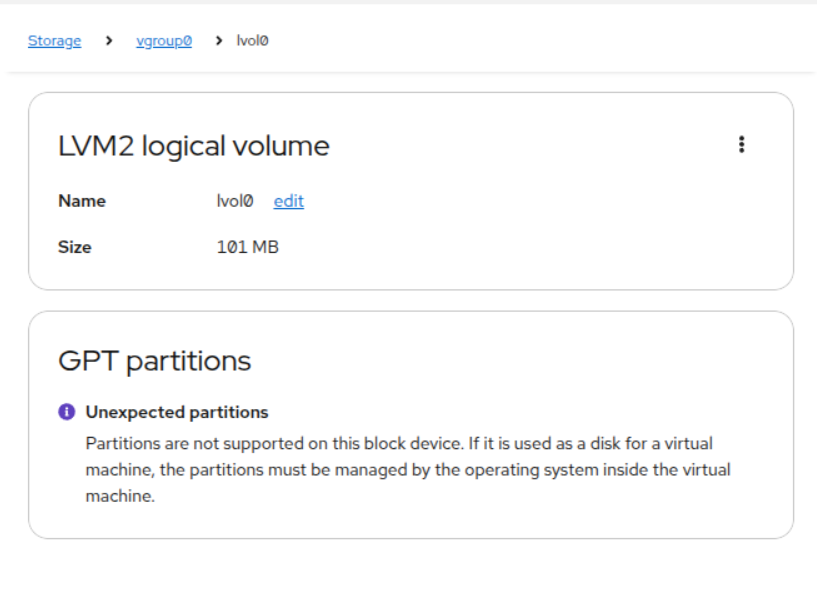 Storage > vgroup0 > lvol0
LVM2 logical volume
Name lvol0 edit
Size 101 MB
GPT partitions
Unexpected partitions
Partitions are not supported on this block device. If it is used as a disk for a virtual
machine, the partitions must be managed by the operating system inside the virtual
machine.